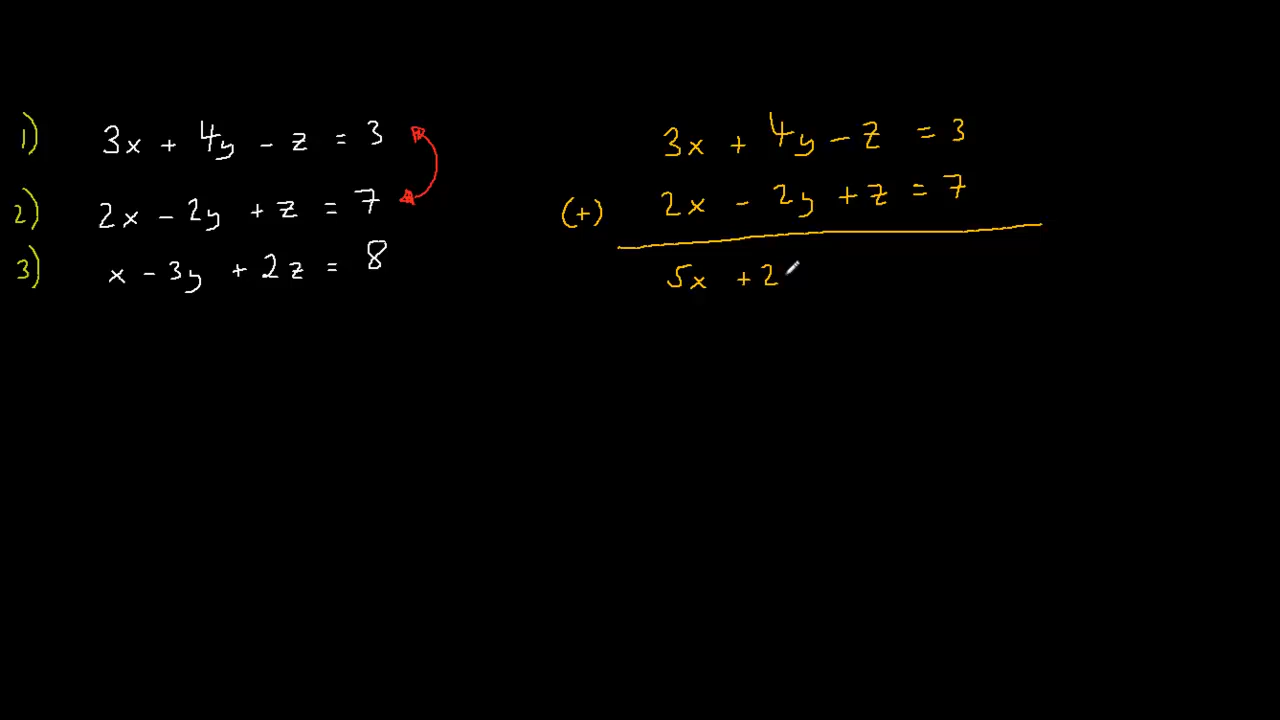 1) 3x + 4y - z = 3
2) 2x - 2y + z = 7
3) x - 3y + 2z = 8
3x + 4y - z = 3
(+) 2x - 2y + z = 7
5x + 2